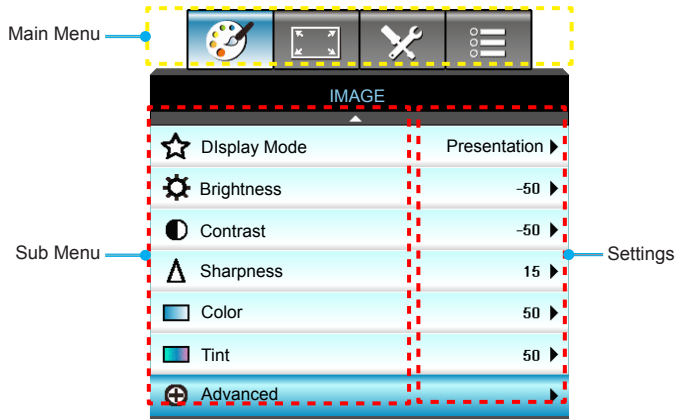 Main Menu
IMAGE
DIsplay Mode Presentation
Brightness -50
Contrast -50
Sub Menu
Settings
Sharpness 15
Color 50
Tint 50
Advanced